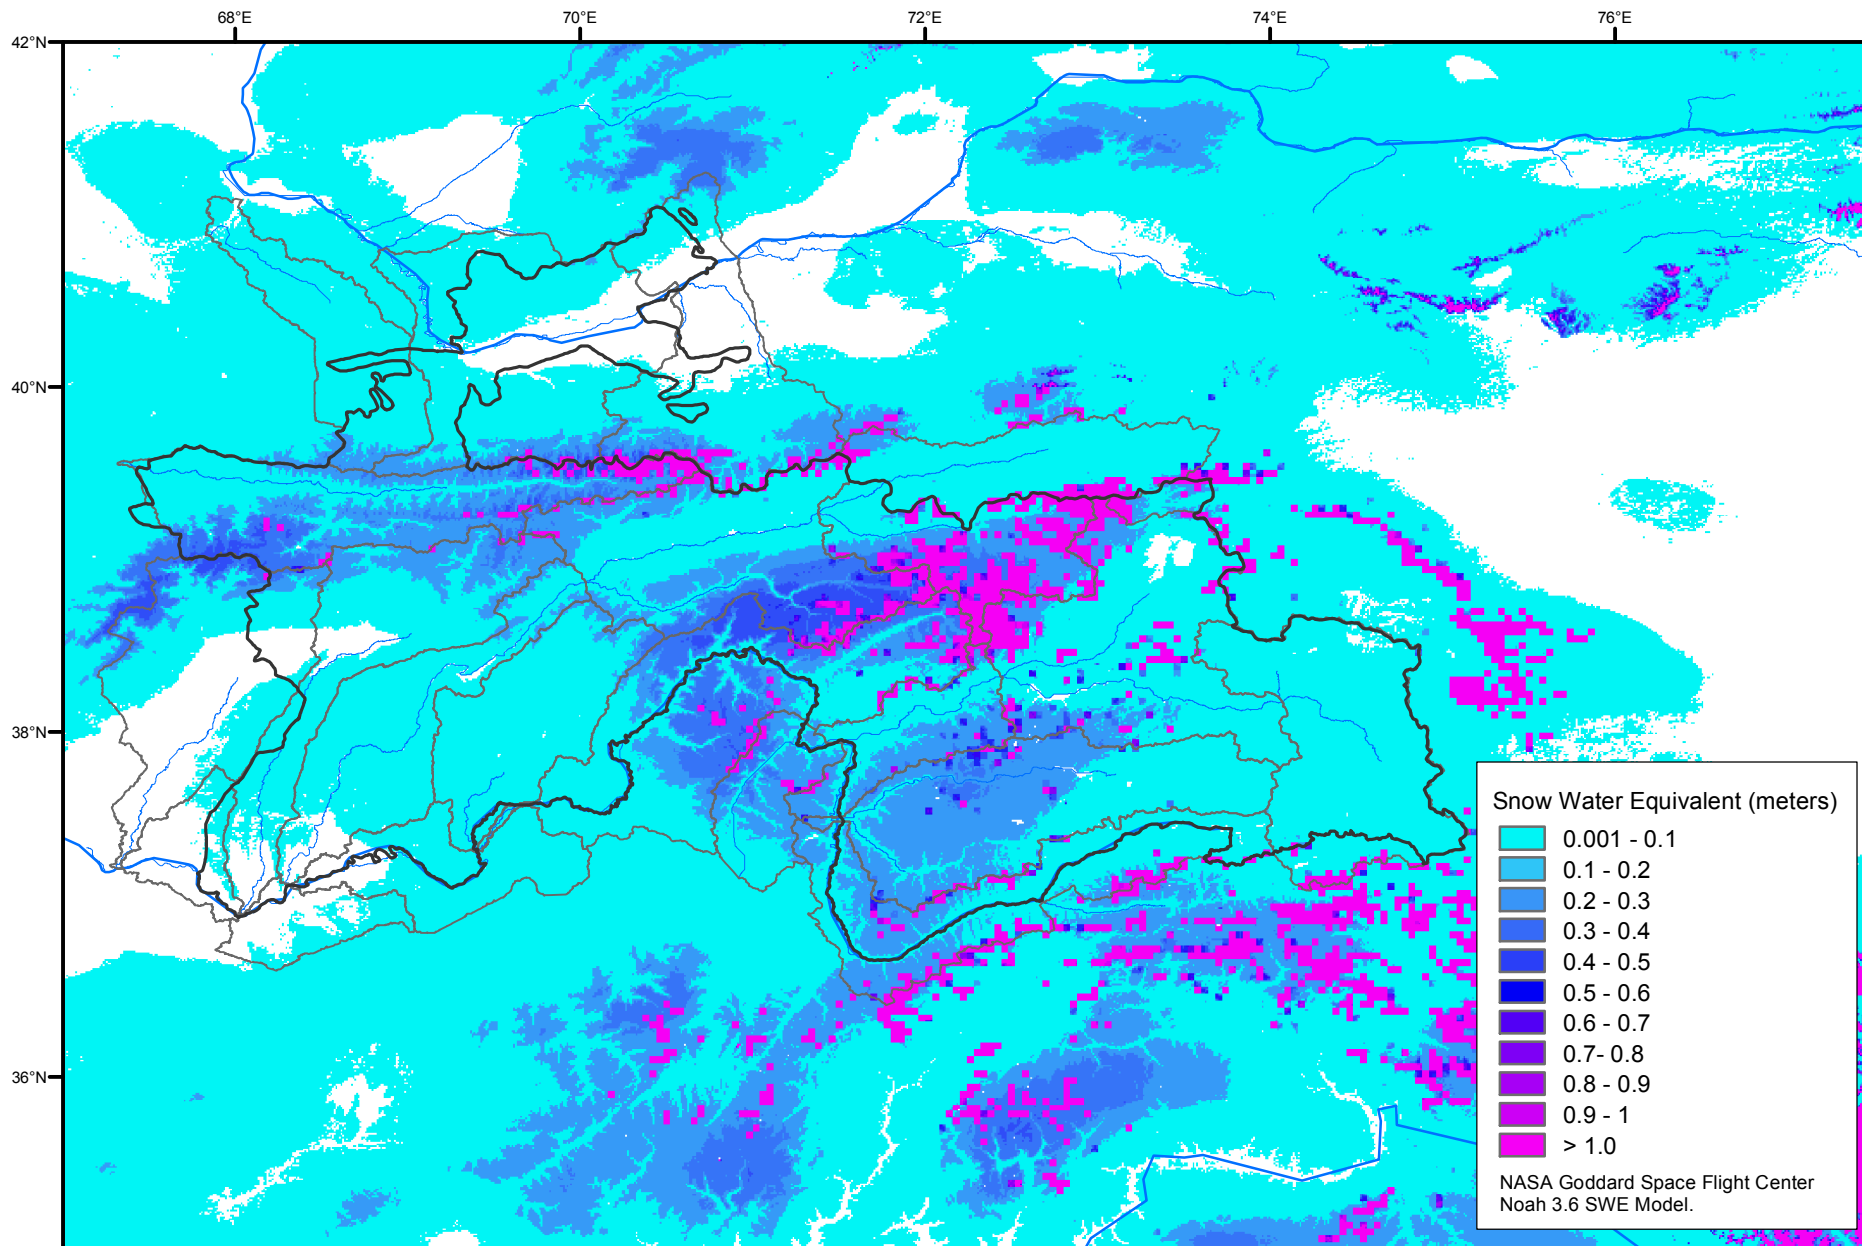 68°E
70°E
72°E
74°E
76°E
42°N
40°N
38°N
36°N
Snow Water Equivalent (meters)
0.001 - 0.1
0.1 - 0.2
0.2 - 0.3
0.3 - 0.4
0.4 - 0.5
0.5 - 0.6
0.6 - 0.7
0.7- 0.8
0.8 - 0.9
0.9 - 1
> 1.0
NASA Goddard Space Flight Center
Noah 3.6 SWE Model.